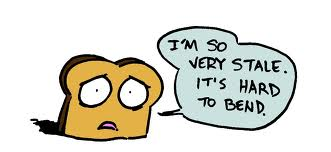 I'M SO
VERY STALE.
IT'S HARD
TO BEND.